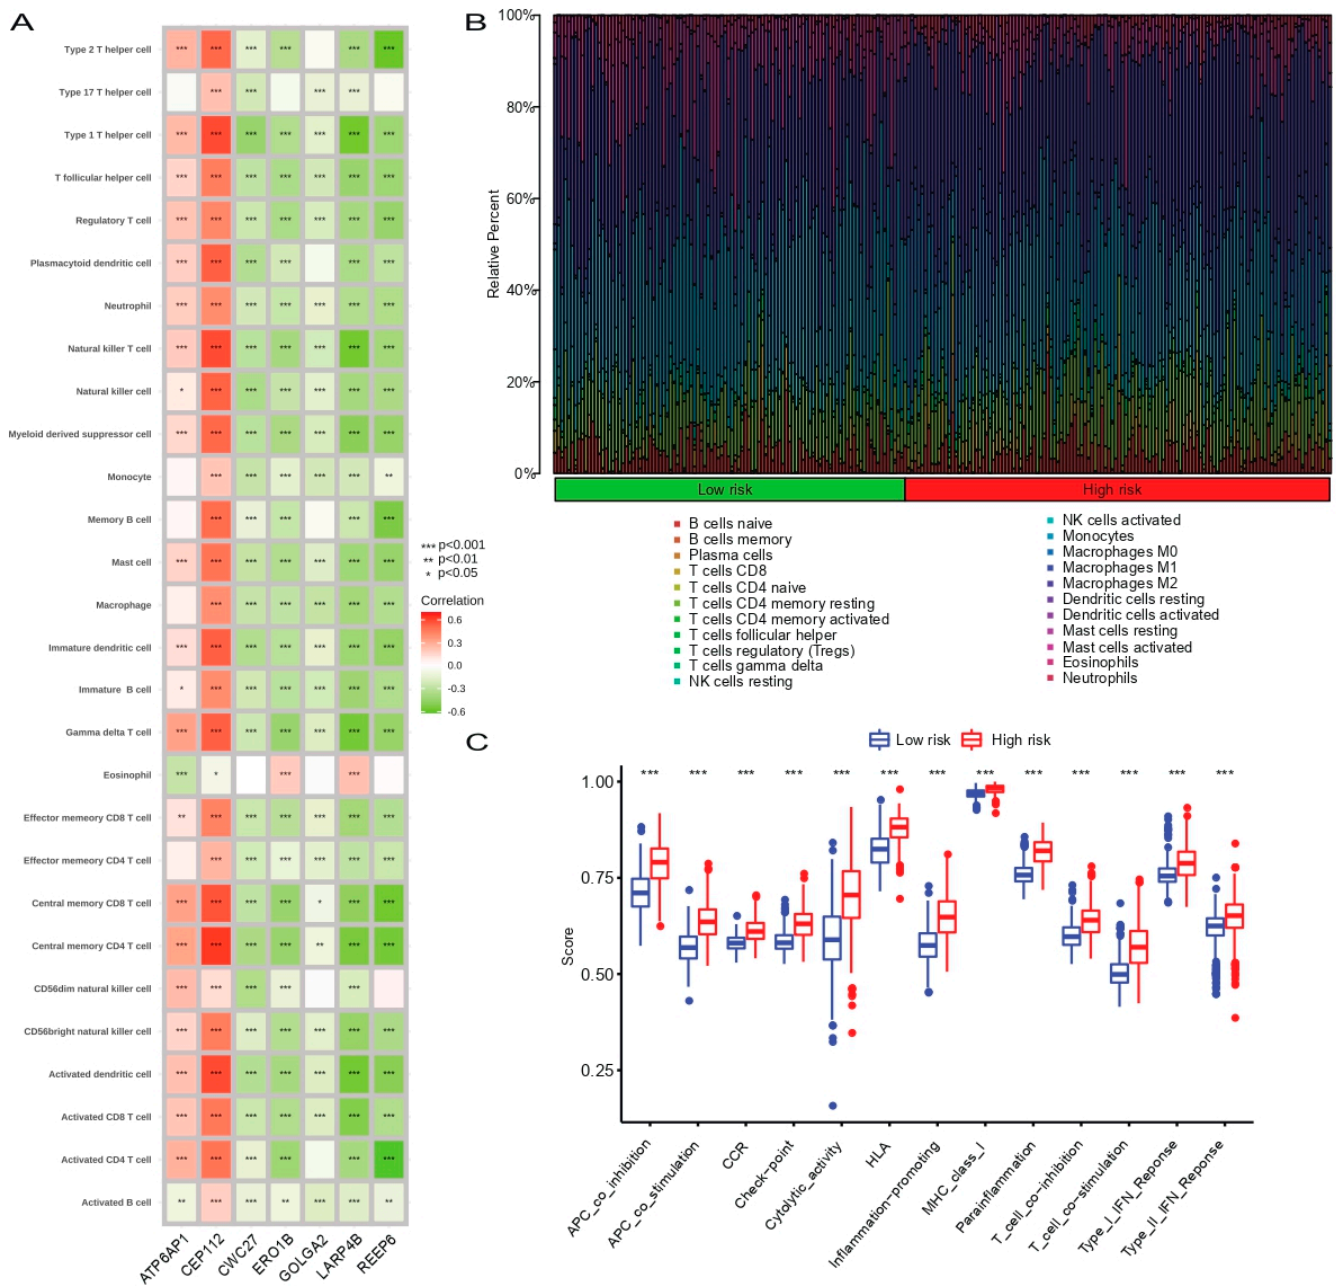 A
Type 2 T helper cell *** *** *** *** *** ***
Type 17 T helper cell *** *** *** ***
Type 1 T helper cell *** *** *** *** *** *** ***
T follicular helper cell *** *** *** *** *** *** ***
Regulatory T cell *** *** *** *** *** *** ***
Plasmacytoid dendritic cell *** *** *** *** *** ***
Neutrophil *** *** *** *** *** *** ***
Natural killer T cell *** *** *** *** *** *** ***
Natural killer cell * *** *** *** *** *** ***
Myeloid derived suppressor cell *** *** *** *** *** *** ***
Monocyte *** *** *** *** *** **
Memory B cell *** *** *** *** ***
Mast cell *** *** *** *** *** *** ***
Macrophage *** *** *** *** *** ***
Immature dendritic cell *** *** *** *** *** *** ***
Immature B cell * *** *** *** *** *** ***
Gamma delta T cell *** *** *** *** *** *** ***
Eosinophil *** * *** ***
Effector memeory CD8 T cell ** *** *** *** *** *** ***
Effector memeory CD4 T cell *** *** *** *** *** ***
Central memory CD8 T cell *** *** *** *** * *** ***
Central memory CD4 T cell *** *** *** *** ** *** ***
CD56dim natural killer cell *** *** *** *** ***
CD56bright natural killer cell *** *** *** *** *** *** ***
Activated dendritic cell *** *** *** *** *** *** ***
Activated CD8 T cell *** *** *** *** *** *** ***
Activated CD4 T cell *** *** *** *** *** ***
Activated B cell ** *** *** ** *** *** **
ATP6AP1 CEP112 CWC27 ERO1B GOLGA2 LARP4B REEP6
*** p<0.001
** p<0.01
* p<0.05
Correlation
0.6
0.3
0.0
-0.3
-0.6
B
Relative Percent
100%
80%
60%
40%
20%
0%
Low risk High risk
B cells naive
B cells memory
Plasma cells
T cells CD8
T cells CD4 naive
T cells CD4 memory resting
T cells CD4 memory activated
T cells follicular helper
T cells regulatory (Tregs)
T cells gamma delta
NK cells resting
NK cells activated
Monocytes
Macrophages M0
Macrophages M1
Macrophages M2
Dendritic cells resting
Dendritic cells activated
Mast cells resting
Mast cells activated
Eosinophils
Neutrophils
C
Low risk High risk
*** *** *** *** *** *** *** *** *** *** *** *** ***
Score
1.00
0.75
0.50
0.25
APC_co_inhibition
APC_co_stimulation
CCR
Check-point
Cytolytic_activity
HLA
Inflammation-promoting
MHC_class_I
Parainflammation
T_cell_co-inhibition
T_cell_co-stimulation
Type_I_IFN_Reponse
Type_II_IFN_Reponse